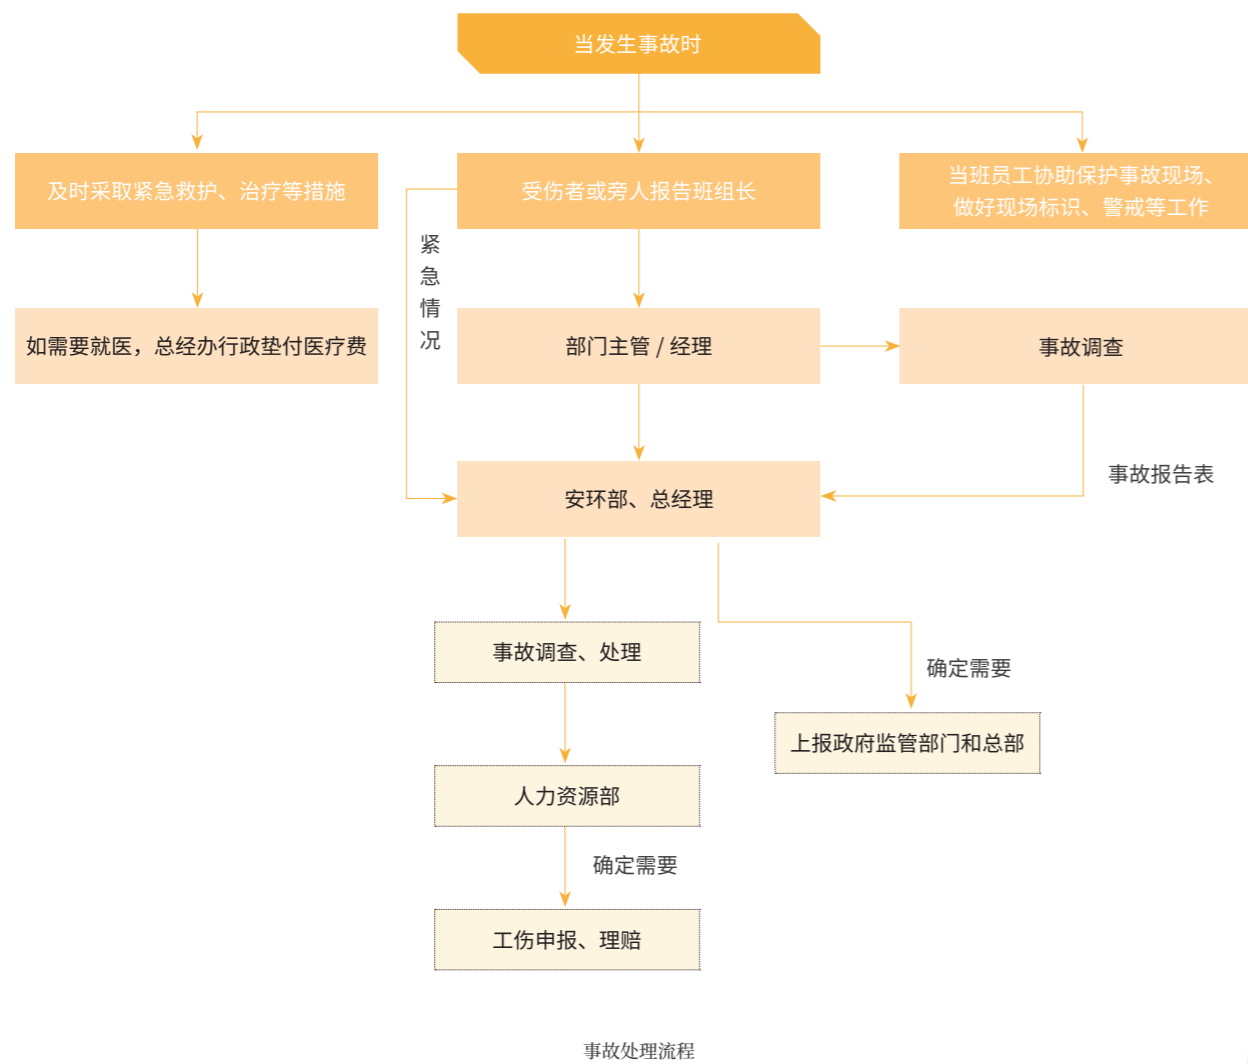 当发生事故时
及时采取紧急救护、治疗等措施
受伤者或旁人报告班组长
当班员工协助保护事故现场、
做好现场标识、警戒等工作
紧急情况
如需要就医，总经办行政垫付医疗费
部门主管 / 经理
事故调查
事故报告表
安环部、总经理
事故调查、处理
确定需要
上报政府监管部门和总部
人力资源部
确定需要
工伤申报、理赔
事故处理流程